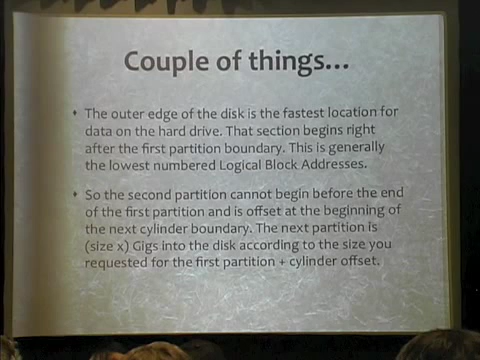 Couple of things...
• The outer edge of the disk is the fastest location for
data on the hard drive. That section begins right
after the first partition boundary. This is generally
the lowest numbered Logical Block Addresses.
• So the second partition cannot begin before the end
of the first partition and is offset at the beginning of
the next cylinder boundary. The next partition is
(size x) Gigs into the disk according to the size you
requested for the first partition + cylinder offset.